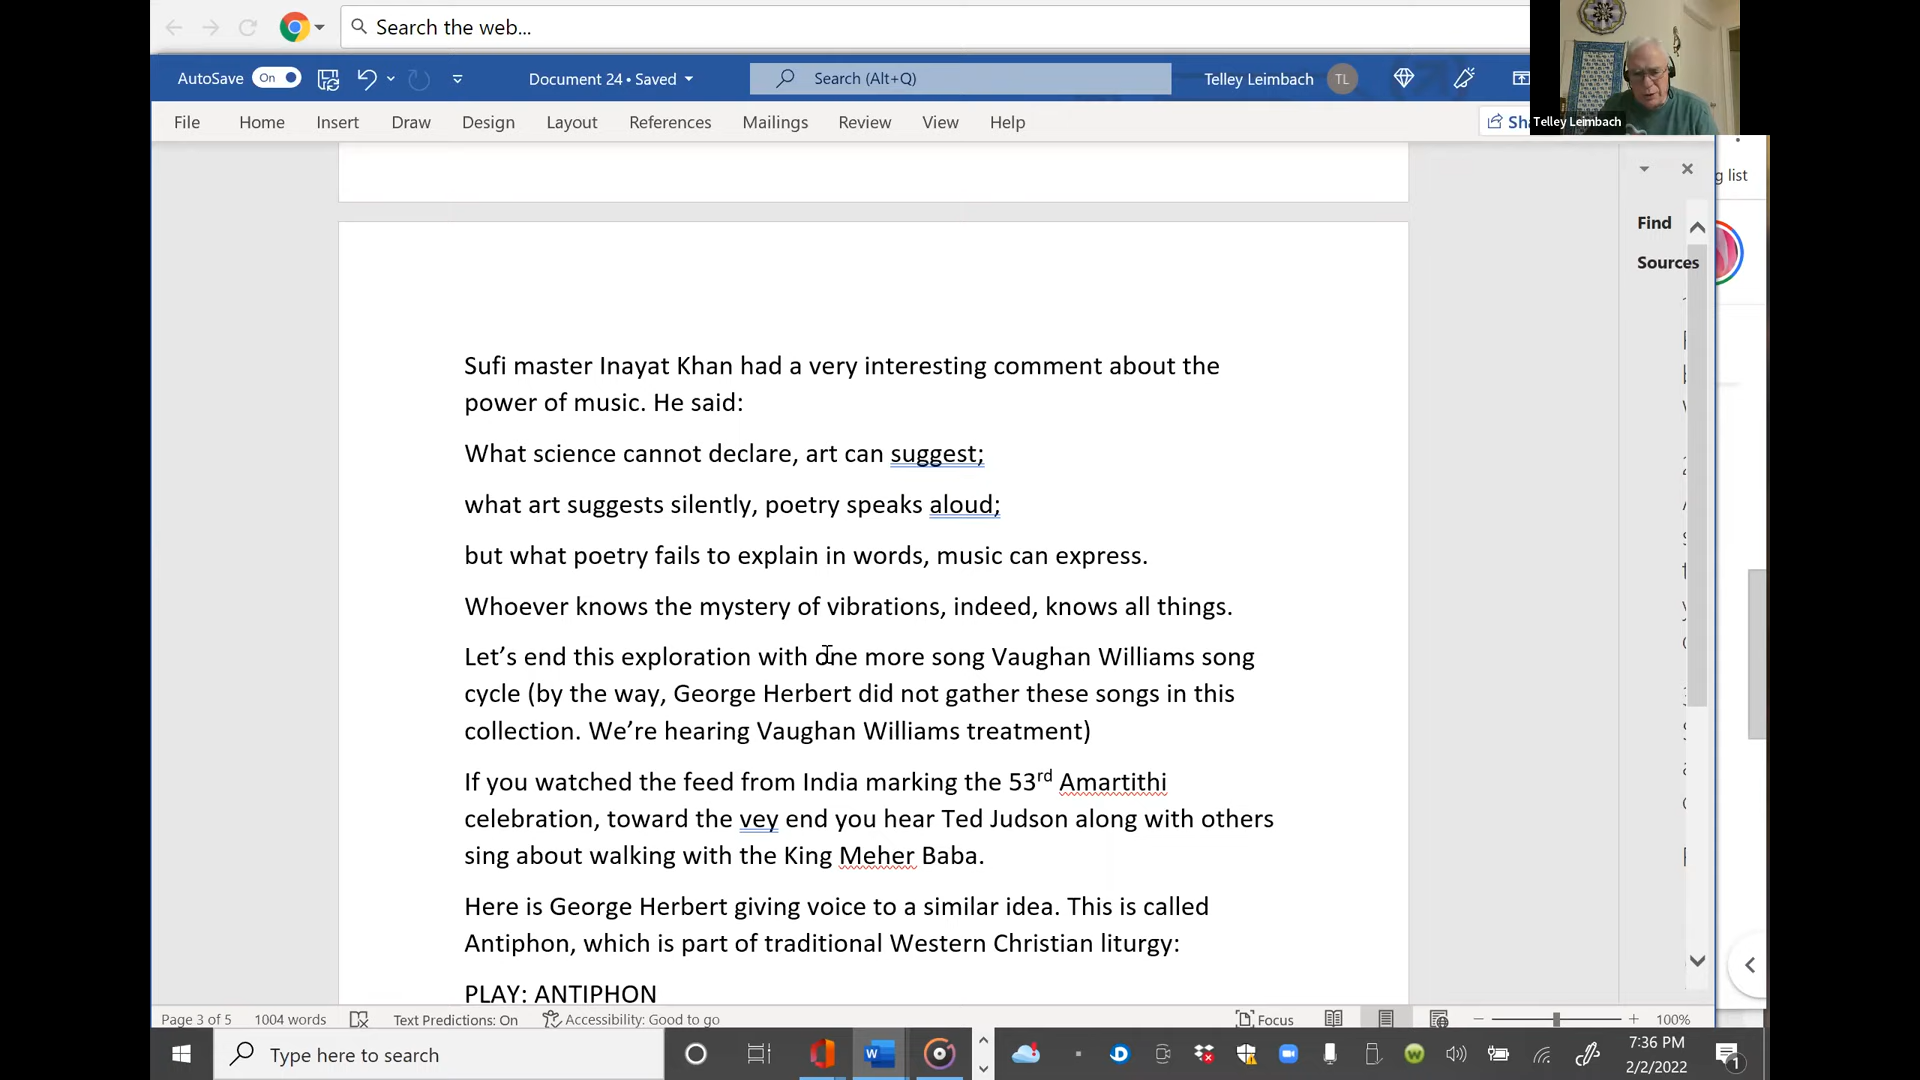 Search the web...
AutoSave On Document 24 • Saved Search (Alt+Q) Telley Leimbach TL
File Home Insert Draw Design Layout References Mailings Review View Help
Telley Leimbach
g list
Find
Sources
Sufi master Inayat Khan had a very interesting comment about the
power of music. He said:
What science cannot declare, art can suggest;
what art suggests silently, poetry speaks aloud;
but what poetry fails to explain in words, music can express.
Whoever knows the mystery of vibrations, indeed, knows all things.
Let’s end this exploration with one more song Vaughan Williams song
cycle (by the way, George Herbert did not gather these songs in this
collection. We’re hearing Vaughan Williams treatment)
If you watched the feed from India marking the 53rd Amartithi
celebration, toward the vey end you hear Ted Judson along with others
sing about walking with the King Meher Baba.
Here is George Herbert giving voice to a similar idea. This is called
Antiphon, which is part of traditional Western Christian liturgy:
PLAY: ANTIPHON
Page 3 of 5 1004 words Text Predictions: On Accessibility: Good to go Focus 100%
Type here to search
7:36 PM
2/2/2022
1